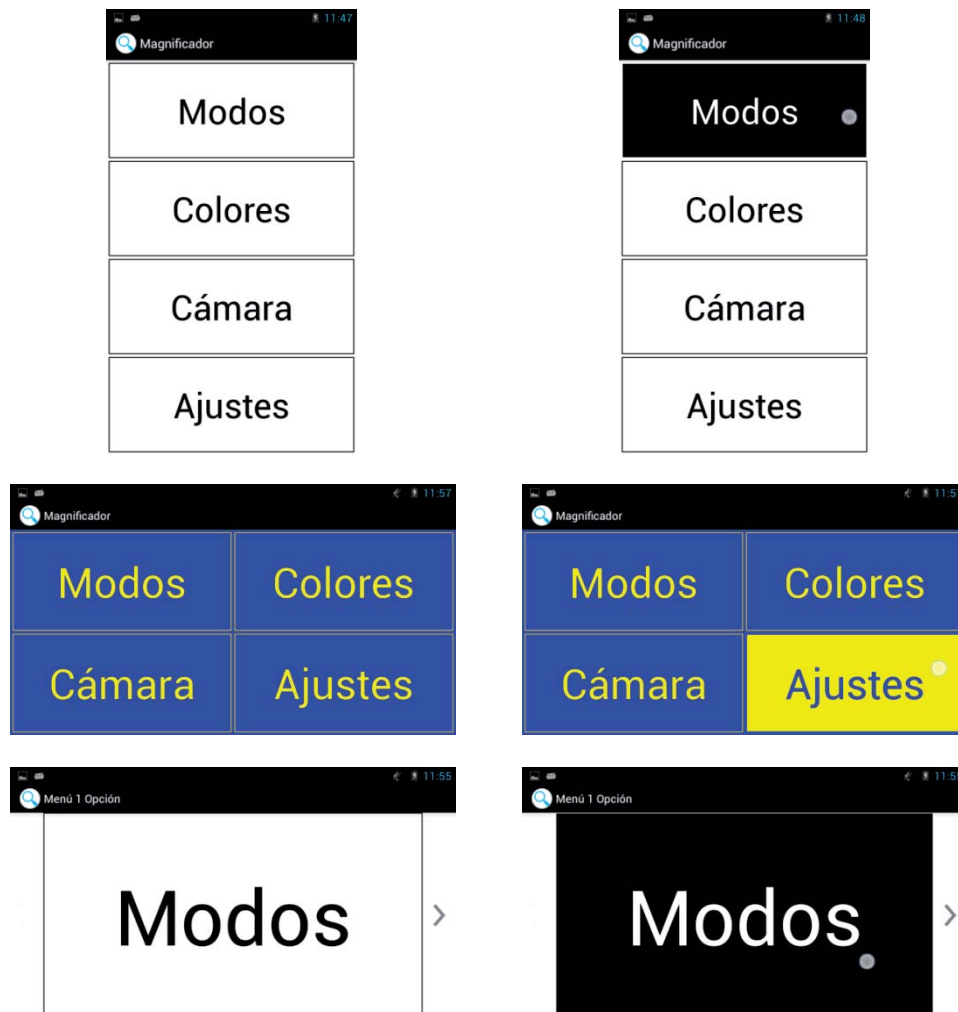 11:47
Magnificador
Modos
Colores
Cámara
Ajustes
11:48
Magnificador
Modos
Colores
Cámara
Ajustes
11:57
Magnificador
Modos Colores
Cámara Ajustes
Magnificador
Modos Colores
Cámara Ajustes
11:55
Menú 1 Opción
Modos
Menú 1 Opción
Modos